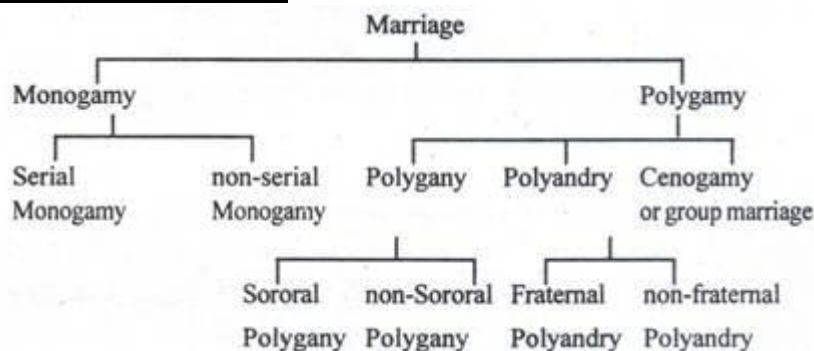 Marriage
Monogamy Polygamy
Serial non-serial Polygany Polyandry Cenogamy
Monogamy Monogamy or group marriage
Sororal non-Sororal Fraternal non-fraternal
Polygany Polygany Polyandry Polyandry